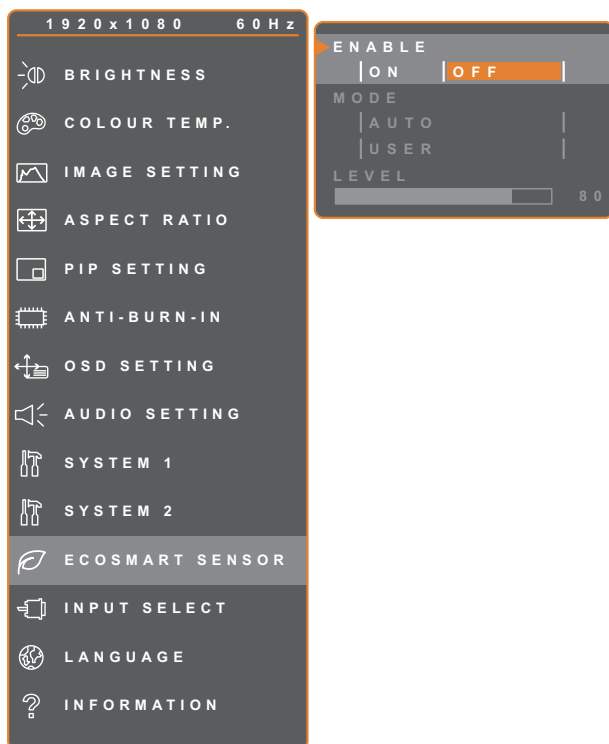 1920x1080 60Hz
BRIGHTNESS
COLOUR TEMP.
IMAGE SETTING
ASPECT RATIO
PIP SETTING
ANTI-BURN-IN
OSD SETTING
AUDIO SETTING
SYSTEM 1
SYSTEM 2
ECOSMART SENSOR
INPUT SELECT
LANGUAGE
INFORMATION
ENABLE
ON OFF
MODE
AUTO
USER
LEVEL
80